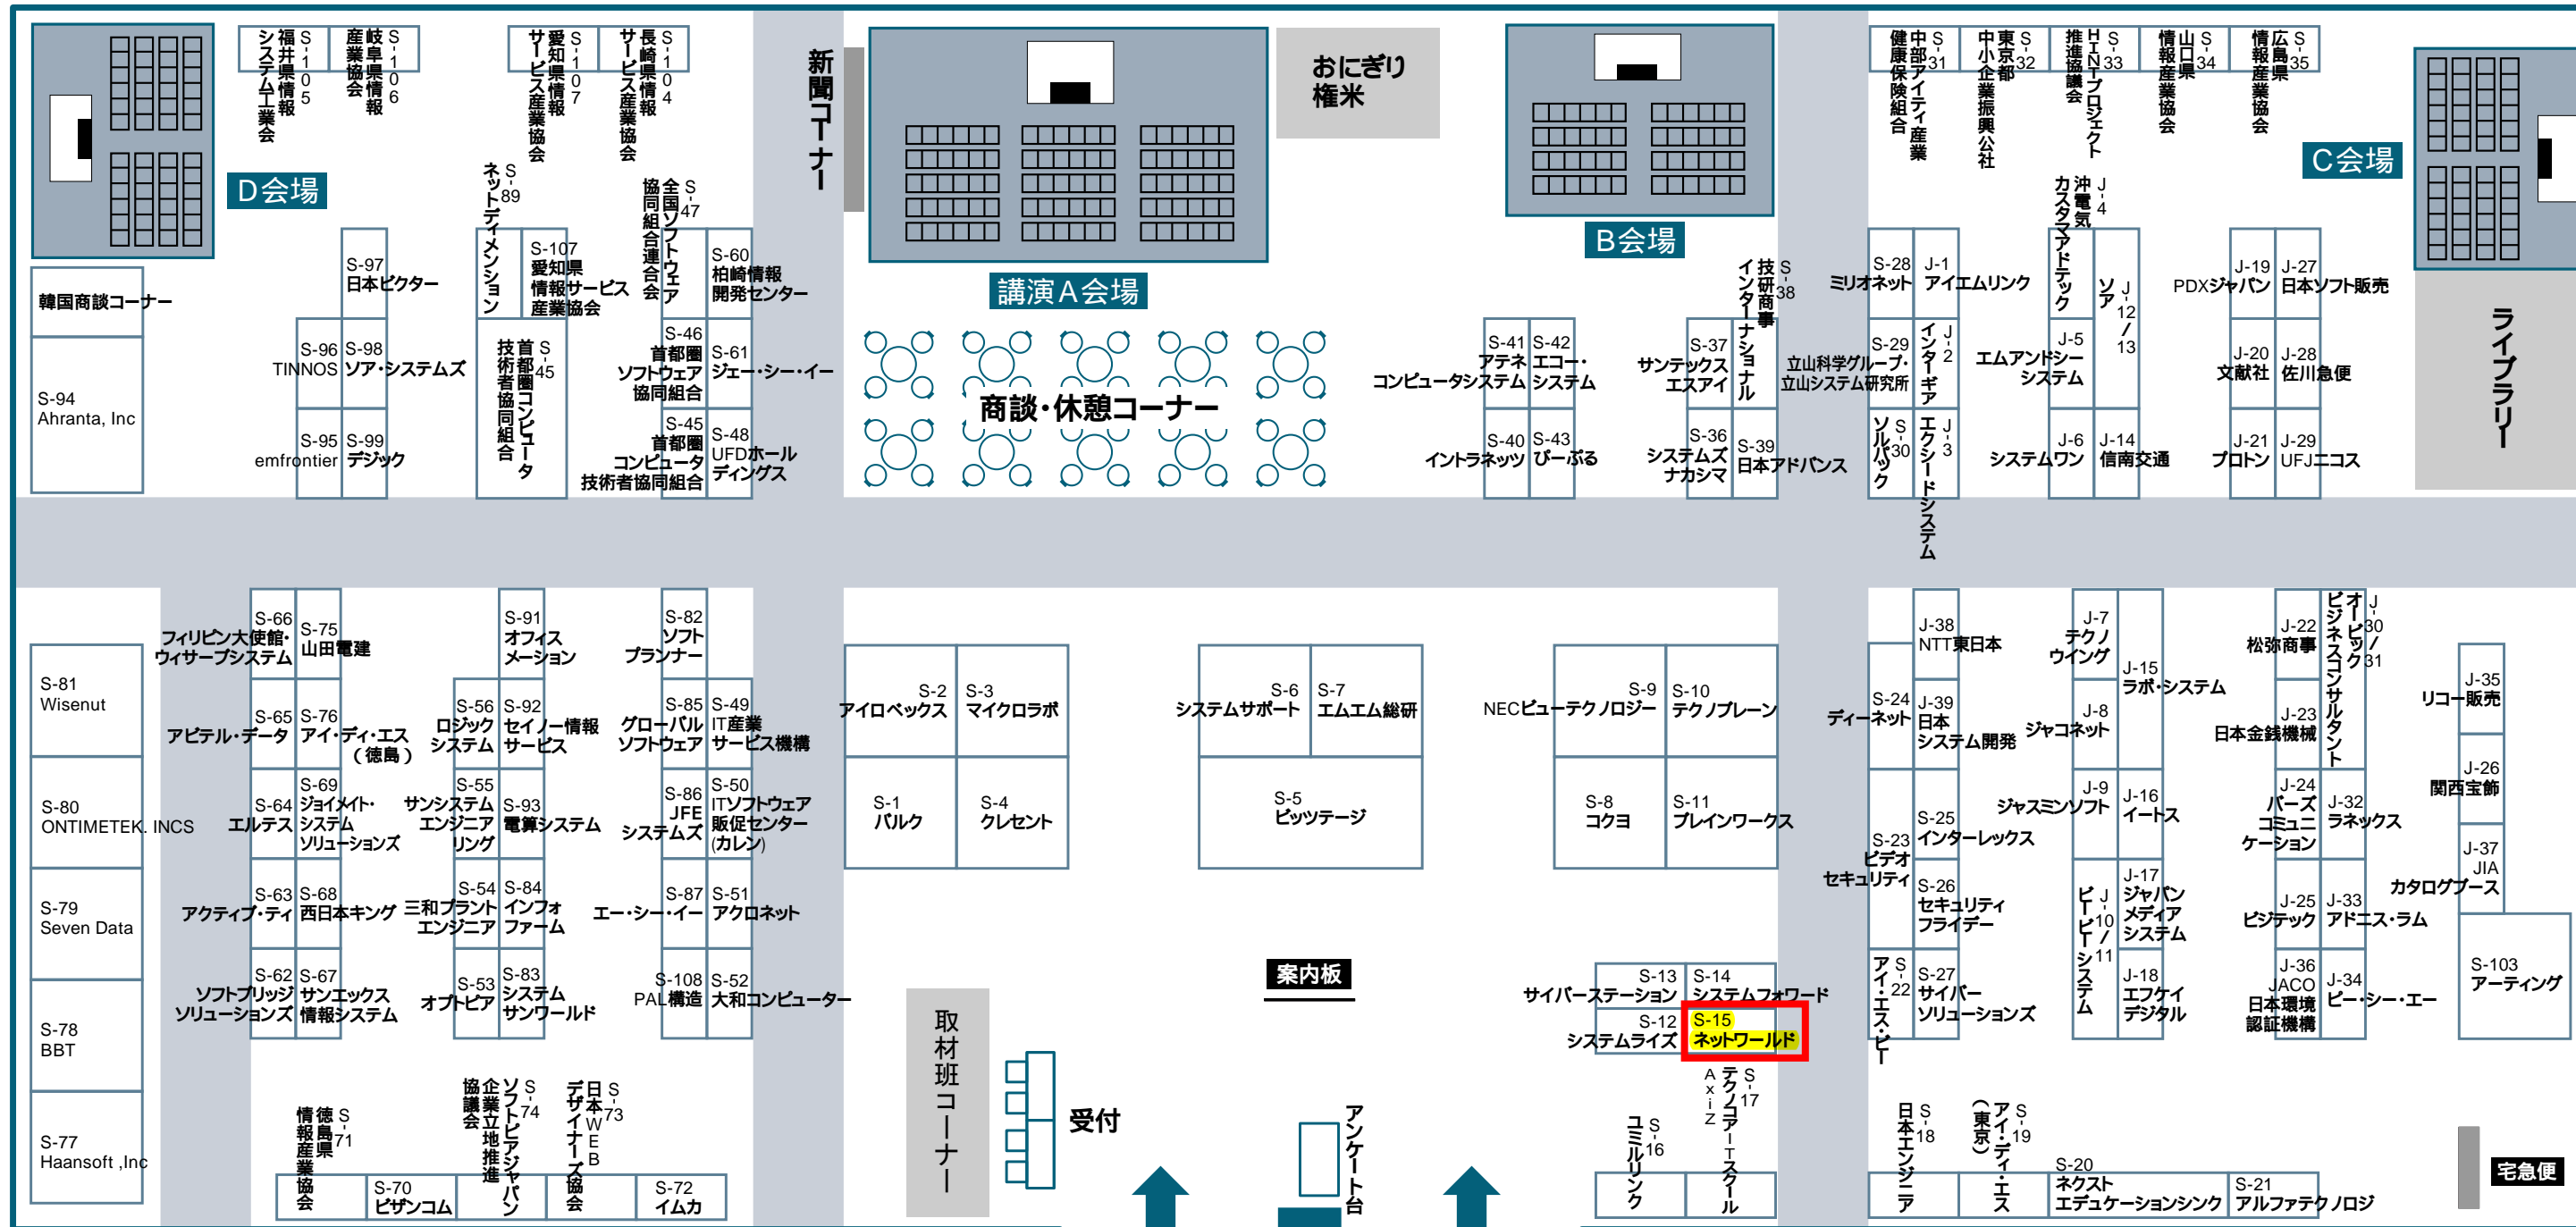 S-105
福井県情報
システム工業会
S-106
岐阜県情報
産業協会
S-107
愛知県情報
サービス産業協会
S-104
長崎県情報
サービス産業協会
新聞コーナー
おにぎり
権米
S-31
中部アイティ産業
健康保険組合
S-32
東京都
中小企業振興公社
S-33
HINTプロジェクト
推進協議会
S-34
山口県
情報産業協会
S-35
広島県
情報産業協会
D会場
講演A会場
B会場
C会場
韓国商談コーナー
S-94
Ahranta, Inc
S-97
日本ビクター
S-96
TINNOS
S-98
ソア・システムズ
S-95
emfrontier
S-99
デジック
S-89
ネットディメンション
S-107
愛知県
情報サービス
産業協会
S-45
首都圏コンピュータ
技術者協同組合
S-47
全国ソフトウェア
協同組合連合会
S-60
柏崎情報
開発センター
S-46
首都圏
ソフトウェア
協同組合
S-61
ジェー・シー・イー
S-45
首都圏
コンピュータ
技術者協同組合
S-48
UFDホール
ディングス
商談・休憩コーナー
S-41
アテネ
コンピュータシステム
S-42
エコー・
システム
S-40
イントラネッツ
S-43
ぴーぷる
S-38
技研商事
インターナショナル
S-37
サンテックス
エスアイ
S-36
システムズ
ナカシマ
S-39
日本アドバンス
S-28
ミリオネット
J-1
アイエムリンク
S-29
立山科学グループ・
立山システム研究所
J-2
インターギア
S-30
ソルパック
J-3
エクシードシステム
J-4
沖電気
カスタマアドテック
J-12/13
ソア
J-5
エムアンドシー
システム
J-6
システムワン
J-14
信南交通
J-19
PDXジャパン
J-27
日本ソフト販売
J-20
文献社
J-28
佐川急便
J-21
プロトン
J-29
UFJニコス
ライブラリー
S-81
Wisenut
S-80
ONTIMETEK. INCS
S-79
Seven Data
S-78
BBT
S-77
Haansoft ,Inc
S-66
フィリピン大使館・
ウィサーブシステム
S-75
山田電建
S-65
アピテル・データ
S-76
アイ・ディ・エス
（徳島）
S-64
エルテス
S-69
ジョイメイト・
システム
ソリューションズ
S-63
アクティブ・ティ
S-68
西日本キング
S-62
ソフトブリッジ
ソリューションズ
S-67
サンエックス
情報システム
S-91
オフィス
メーション
S-56
ロジック
システム
S-92
セイノー情報
サービス
S-55
サンシステム
エンジニア
リング
S-93
電算システム
S-54
三和プラント
エンジニア
S-84
インフォ
ファーム
S-53
オプトピア
S-83
システム
サンワールド
S-82
ソフト
プランナー
S-85
グローバル
ソフトウェア
S-49
IT産業
サービス機構
S-86
JFE
システムズ
S-50
ITソフトウェア
販促センター
(カレン)
S-87
エー・シー・イー
S-51
アクロネット
S-108
PAL構造
S-52
大和コンピューター
S-2
アイロベックス
S-3
マイクロラボ
S-1
バルク
S-4
クレセント
S-6
システムサポート
S-7
エムエム総研
S-5
ビッツテージ
S-9
NECビューテクノロジー
S-10
テクノブレーン
S-8
コクヨ
S-11
ブレインワークス
案内板
S-13
サイバーステーション
S-14
システムフォワード
S-12
システムライズ
S-15
ネットワールド
J-38
NTT東日本
S-24
ディーネット
J-39
日本
システム開発
S-23
ビデオ
セキュリティ
S-25
インターレックス
S-26
セキュリティ
フライデー
S-22
アイ・エス・ビー
S-27
サイバー
ソリューションズ
J-7
テクノ
ウイング
J-15
ラボ・システム
J-8
ジャコネット
J-9
ジャスミンソフト
J-16
イートス
J-10/11
ビービーシステム
J-17
ジャパン
メディア
システム
J-18
エフケイ
デジタル
J-22
松弥商事
J-30/31
オービック
ビジネスコンサルタント
J-23
日本金銭機械
J-24
バーズ
コミュニ
ケーション
J-32
ラネックス
J-25
ビジテック
J-33
アドニス・ラム
J-36
JACO
日本環境
認証機構
J-34
ピー・シー・エー
J-35
リコー販売
J-26
関西宝飾
J-37
JIA
カタログブース
S-103
アーティング
S-71
徳島県
情報産業協会
S-70
ビザンコム
S-74
ソフトピアジャパン
企業立地推進
協議会
S-73
日本WEB
デザイナーズ協会
S-72
イムカ
取材班コーナー
受付
アンケート台
S-16
ユミルリンク
S-17
テクノコアITスクール
AxiZ
S-18
日本エンジニア
S-19
アイ・ディ・エス
（東京）
S-20
ネクスト
エデュケーションシンク
S-21
アルファテクノロジ
宅急便